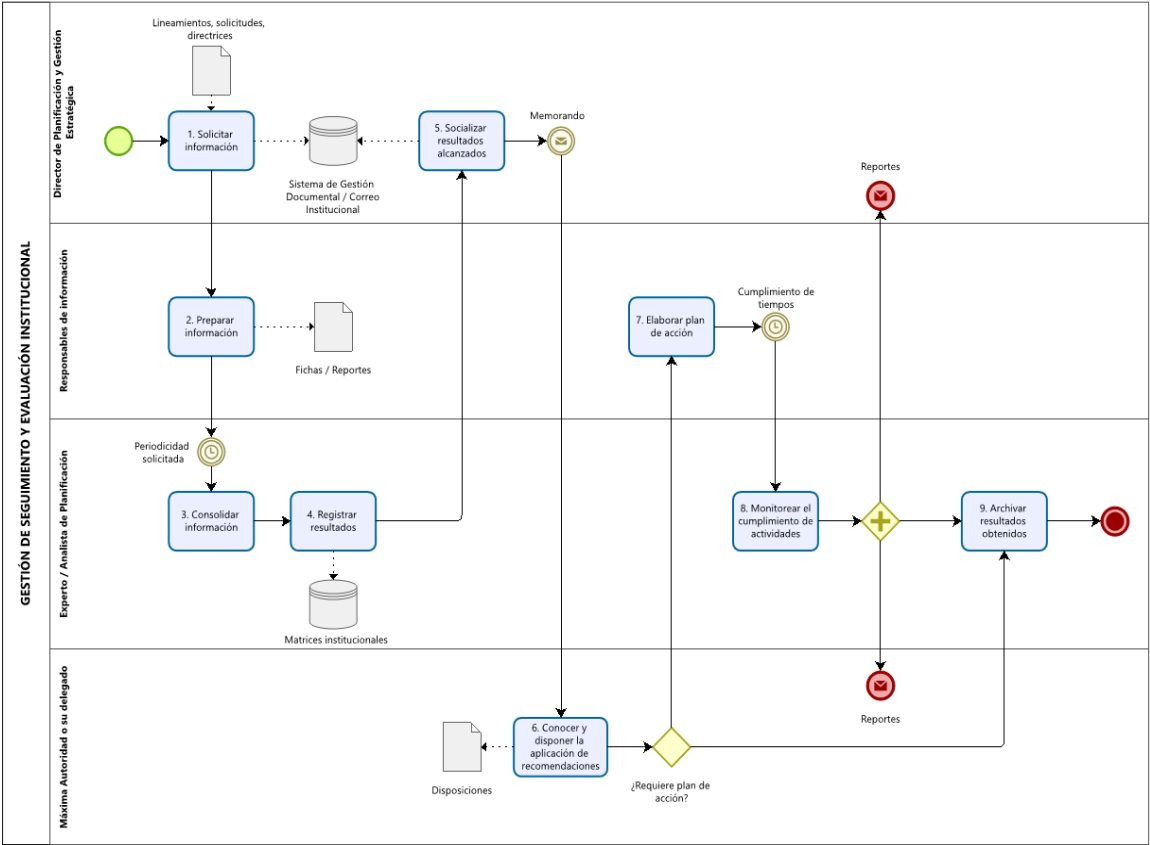 GESTIÓN DE SEGUIMIENTO Y EVALUACIÓN INSTITUCIONAL
Director de Planificación y Gestión
Estratégica
Lineamientos, solicitudes,
directrices
1. Solicitar
información
Sistema de Gestión
Documental / Correo
Institucional
5. Socializar
resultados
alcanzados
Memorando
Reportes
Responsables de información
2. Preparar
información
Fichas / Reportes
7. Elaborar plan
de acción
Cumplimiento de
tiempos
Experto / Analista de Planificación
Periodicidad
solicitada
3. Consolidar
información
4. Registrar
resultados
Matrices institucionales
8. Monitorear el
cumplimiento de
actividades
9. Archivar
resultados
obtenidos
Máxima Autoridad o su delegado
Disposiciones
6. Conocer y
disponer la
aplicación de
recomendaciones
¿Requiere plan de
acción?
Reportes